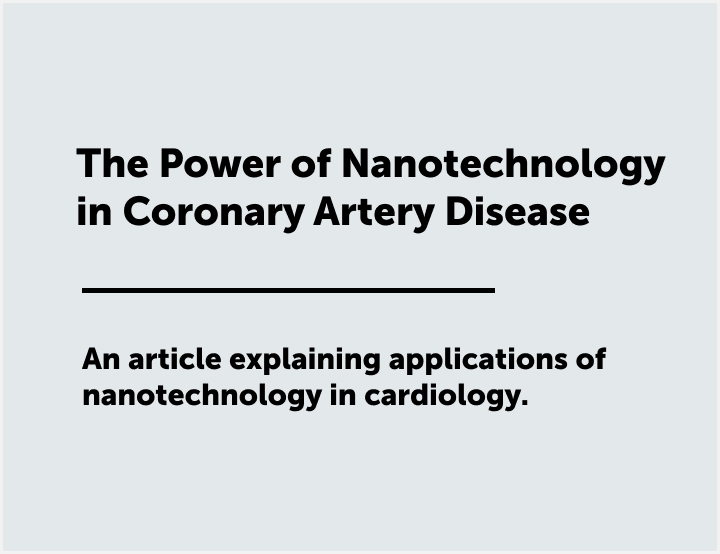 The Power of Nanotechnology
in Coronary Artery Disease
An article explaining applications of
nanotechnology in cardiology.